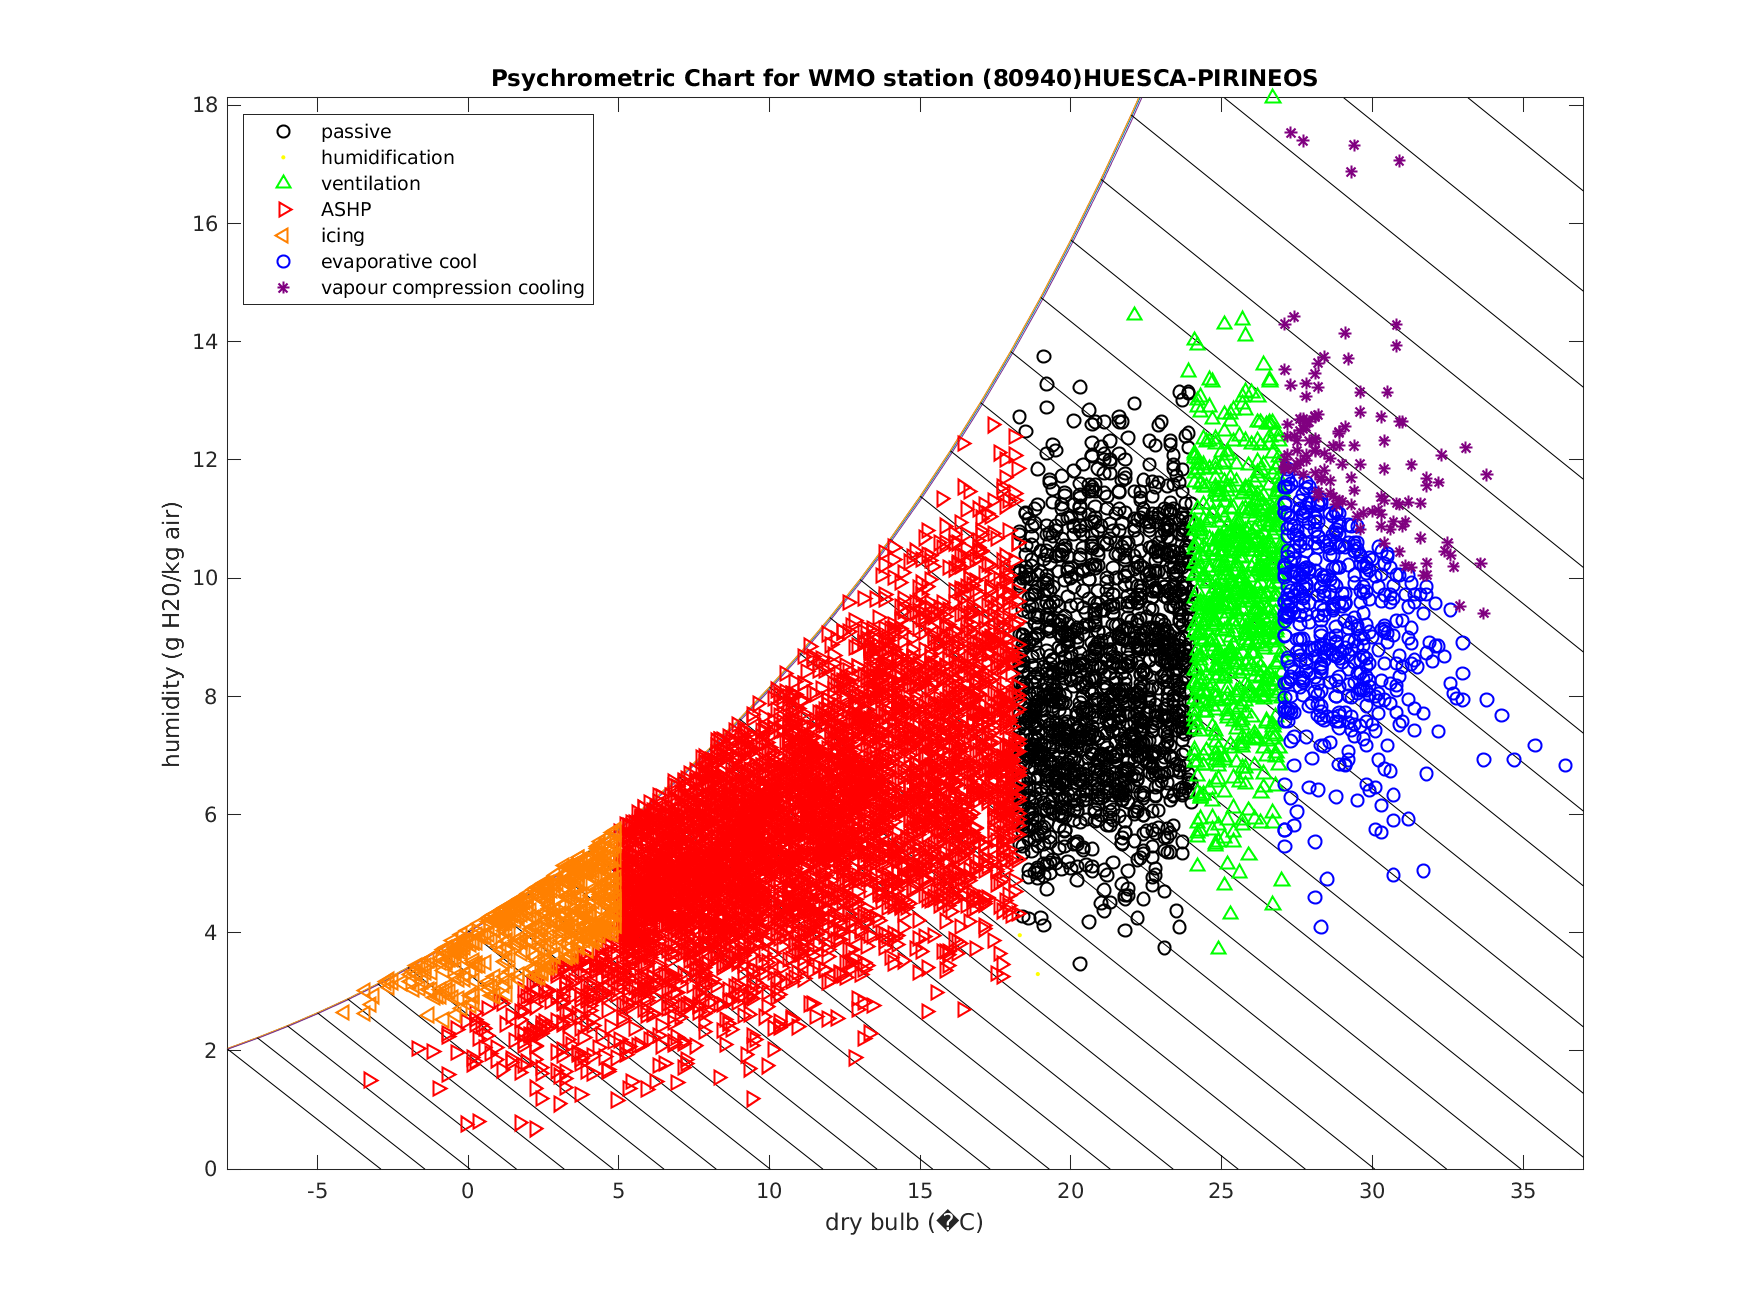 Psychrometric Chart for WMO station (80940)HUESCA-PIRINEOS
passive
humidification
ventilation
ASHP
icing
evaporative cool
vapour compression cooling
humidity (g H20/kg air)
18
16
14
12
10
8
6
4
2
0
-5
0
5
10
15
20
25
30
35
dry bulb (�C)